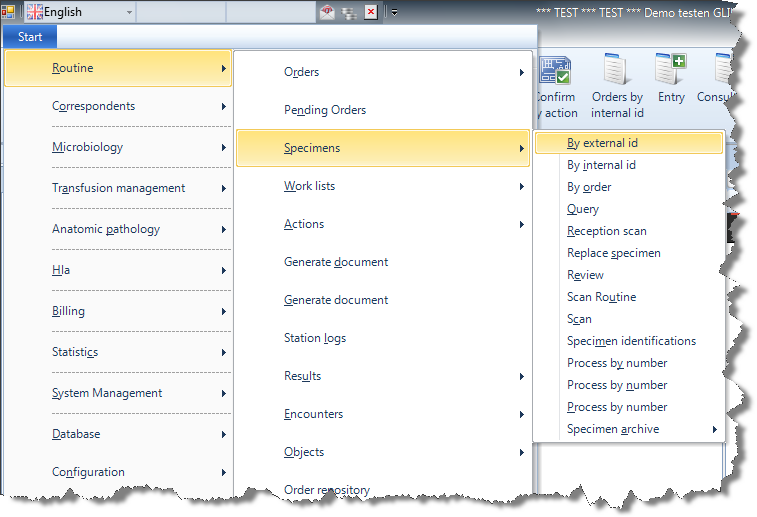 English
*** TEST *** TEST *** Demo testen GLI
Start
Confirm
by action
Orders by
internal id
Entry
Consul
Routine
Correspondents
Microbiology
Transfusion management
Anatomic pathology
Hla
Billing
Statistics
System Management
Database
Configuration
Orders
Pending Orders
Specimens
Work lists
Actions
Generate document
Generate document
Station logs
Results
Encounters
Objects
Order repository
By external id
By internal id
By order
Query
Reception scan
Replace specimen
Review
Scan Routine
Scan
Specimen identifications
Process by number
Process by number
Process by number
Specimen archive